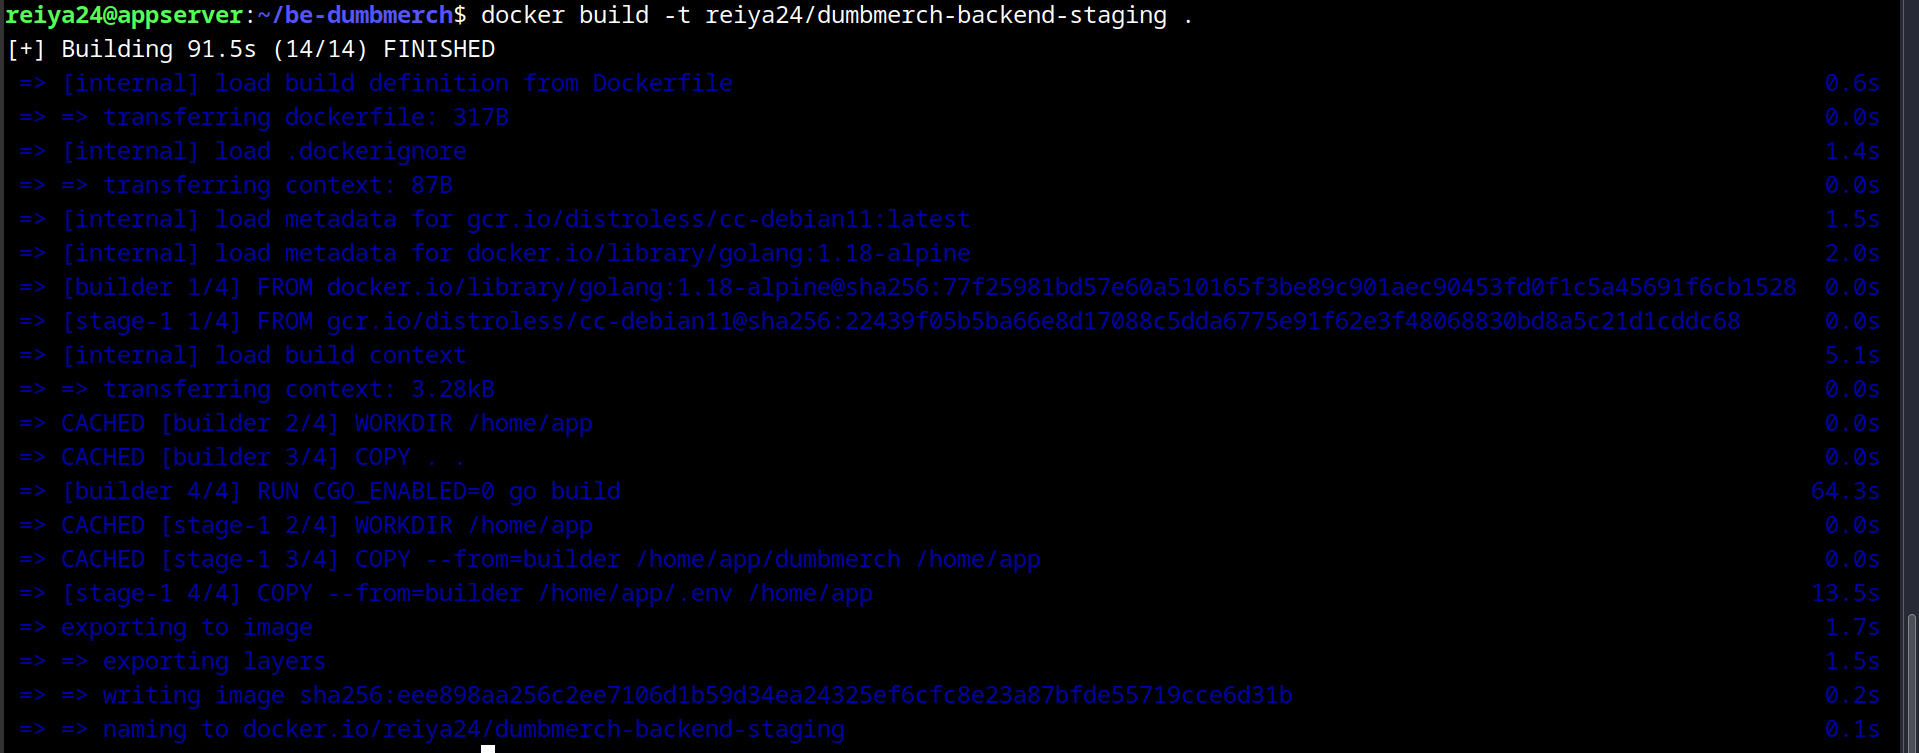 reiya24@appserver:~/be-dumbmerch$ docker build -t reiya24/dumbmerch-backend-staging .
[+] Building 91.5s (14/14) FINISHED
=> [internal] load build definition from Dockerfile 0.6s
=> => transferring dockerfile: 317B 0.0s
=> [internal] load .dockerignore 1.4s
=> => transferring context: 87B 0.0s
=> [internal] load metadata for gcr.io/distroless/cc-debian11:latest 1.5s
=> [internal] load metadata for docker.io/library/golang:1.18-alpine 2.0s
=> [builder 1/4] FROM docker.io/library/golang:1.18-alpine@sha256:77f25981bd57e60a510165f3be89c901aec90453fd0f1c5a45691f6cb1528 0.0s
=> [stage-1 1/4] FROM gcr.io/distroless/cc-debian11@sha256:22439f05b5ba66e8d17088c5dda6775e91f62e3f48068830bd8a5c21d1cddc68 0.0s
=> [internal] load build context 5.1s
=> => transferring context: 3.28kB 0.0s
=> CACHED [builder 2/4] WORKDIR /home/app 0.0s
=> CACHED [builder 3/4] COPY . . 0.0s
=> [builder 4/4] RUN CGO_ENABLED=0 go build 64.3s
=> CACHED [stage-1 2/4] WORKDIR /home/app 0.0s
=> CACHED [stage-1 3/4] COPY --from=builder /home/app/dumbmerch /home/app 0.0s
=> [stage-1 4/4] COPY --from=builder /home/app/.env /home/app 13.5s
=> exporting to image 1.7s
=> => exporting layers 1.5s
=> => writing image sha256:eee898aa256c2ee7106d1b59d34ea24325ef6cfc8e23a87bfde55719cce6d31b 0.2s
=> => naming to docker.io/reiya24/dumbmerch-backend-staging 0.1s